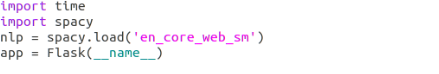 import time
import spacy
nlp = spacy.load('en_core_web_sm')
app = Flask(__name__)